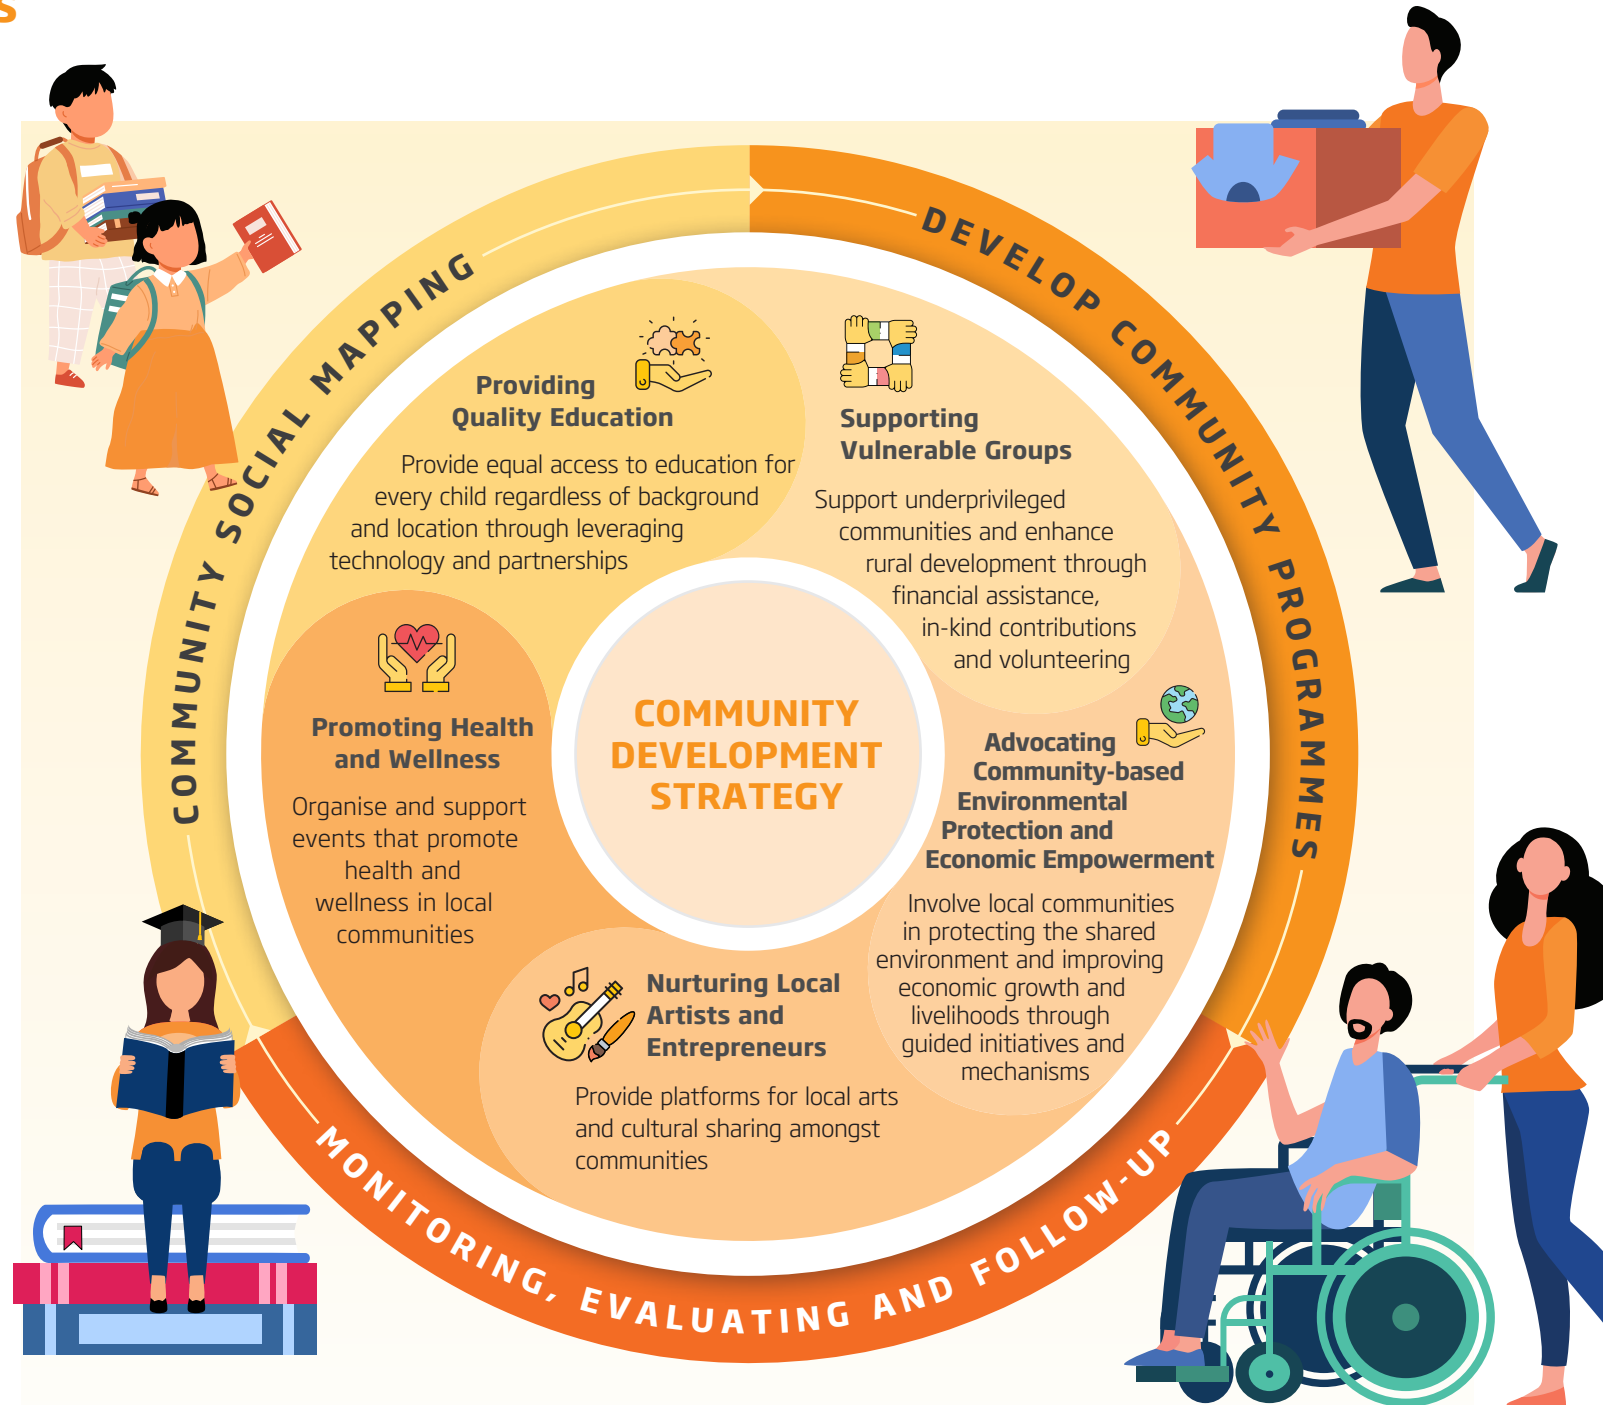 s
COMMUNITY SOCIAL MAPPING
DEVELOP COMMUNITY PROGRAMMES
MONITORING, EVALUATING AND FOLLOW-UP
COMMUNITY
DEVELOPMENT
STRATEGY
Providing
Quality Education
Provide equal access to education for
every child regardless of background
and location through leveraging
technology and partnerships
Supporting
Vulnerable Groups
Support underprivileged
communities and enhance
rural development through
financial assistance,
in-kind contributions
and volunteering
Advocating
Community-based
Environmental
Protection and
Economic Empowerment
Involve local communities
in protecting the shared
environment and improving
economic growth and
livelihoods through
guided initiatives and
mechanisms
Nurturing Local
Artists and
Entrepreneurs
Provide platforms for local arts
and cultural sharing amongst
communities
Promoting Health
and Wellness
Organise and support
events that promote
health and
wellness in local
communities